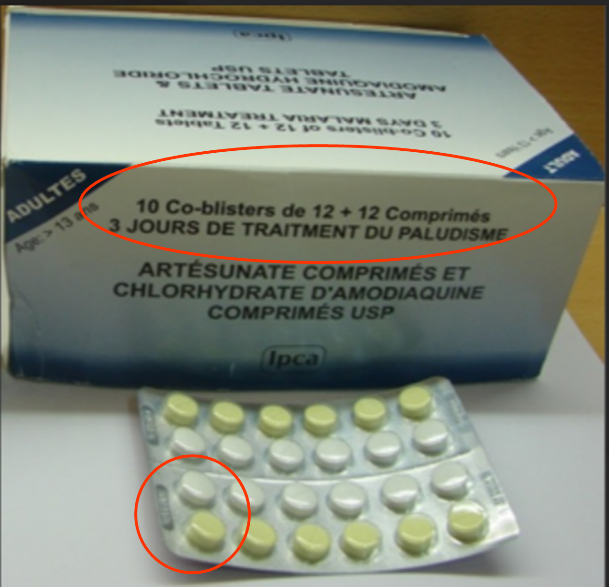 Ipca
ARTESUNATE TABLETS &
AMODIAQUINE HYDROCHLORIDE
TABLETS USP
10 Co-blisters of 12 + 12 Tablets
3 DAYS MALARIA TREATMENT
ADULT
Age: > 13 Years
ADULTES
Age: > 13 ans
10 Co-blisters de 12 + 12 Comprimés
3 JOURS DE TRAITMENT DU PALUDISME
ARTÉSUNATE COMPRIMÉS ET
CHLORHYDRATE D'AMODIAQUINE
COMPRIMÉS USP
Ipca